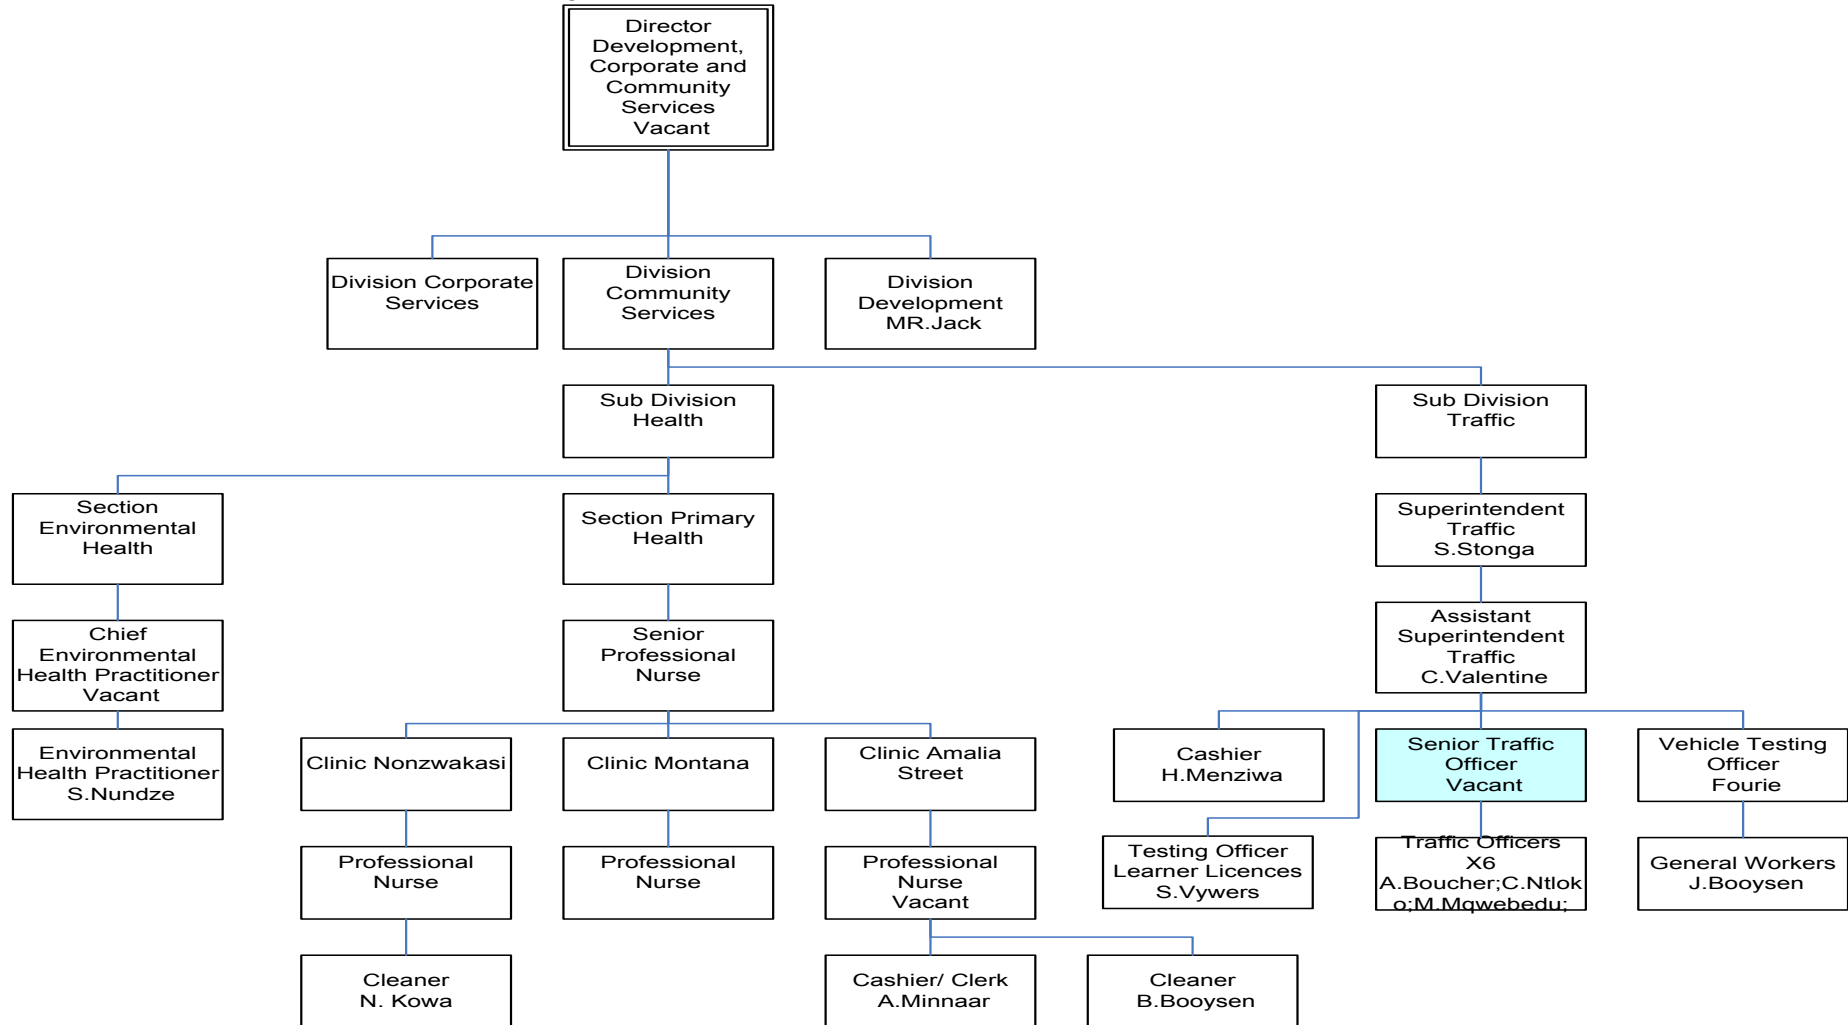 Director
Development,
Corporate and
Community
Services
Vacant
Division Corporate
Services
Division
Community
Services
Division
Development
MR.Jack
Sub Division
Health
Sub Division
Traffic
Section
Environmental
Health
Section Primary
Health
Superintendent
Traffic
S.Stonga
Chief
Environmental
Health Practitioner
Vacant
Senior
Professional
Nurse
Assistant
Superintendent
Traffic
C.Valentine
Environmental
Health Practitioner
S.Nundze
Clinic Nonzwakasi
Clinic Montana
Clinic Amalia
Street
Cashier
H.Menziwa
Senior Traffic
Officer
Vacant
Vehicle Testing
Officer
Fourie
Professional
Nurse
Professional
Nurse
Professional
Nurse
Vacant
Testing Officer
Learner Licences
S.Vywers
Traffic Officers
X6
A.Boucher;C.Ntlok
o;M.Mqwebedu;
General Workers
J.Booysen
Cleaner
N. Kowa
Cashier/ Clerk
A.Minnaar
Cleaner
B.Booysen